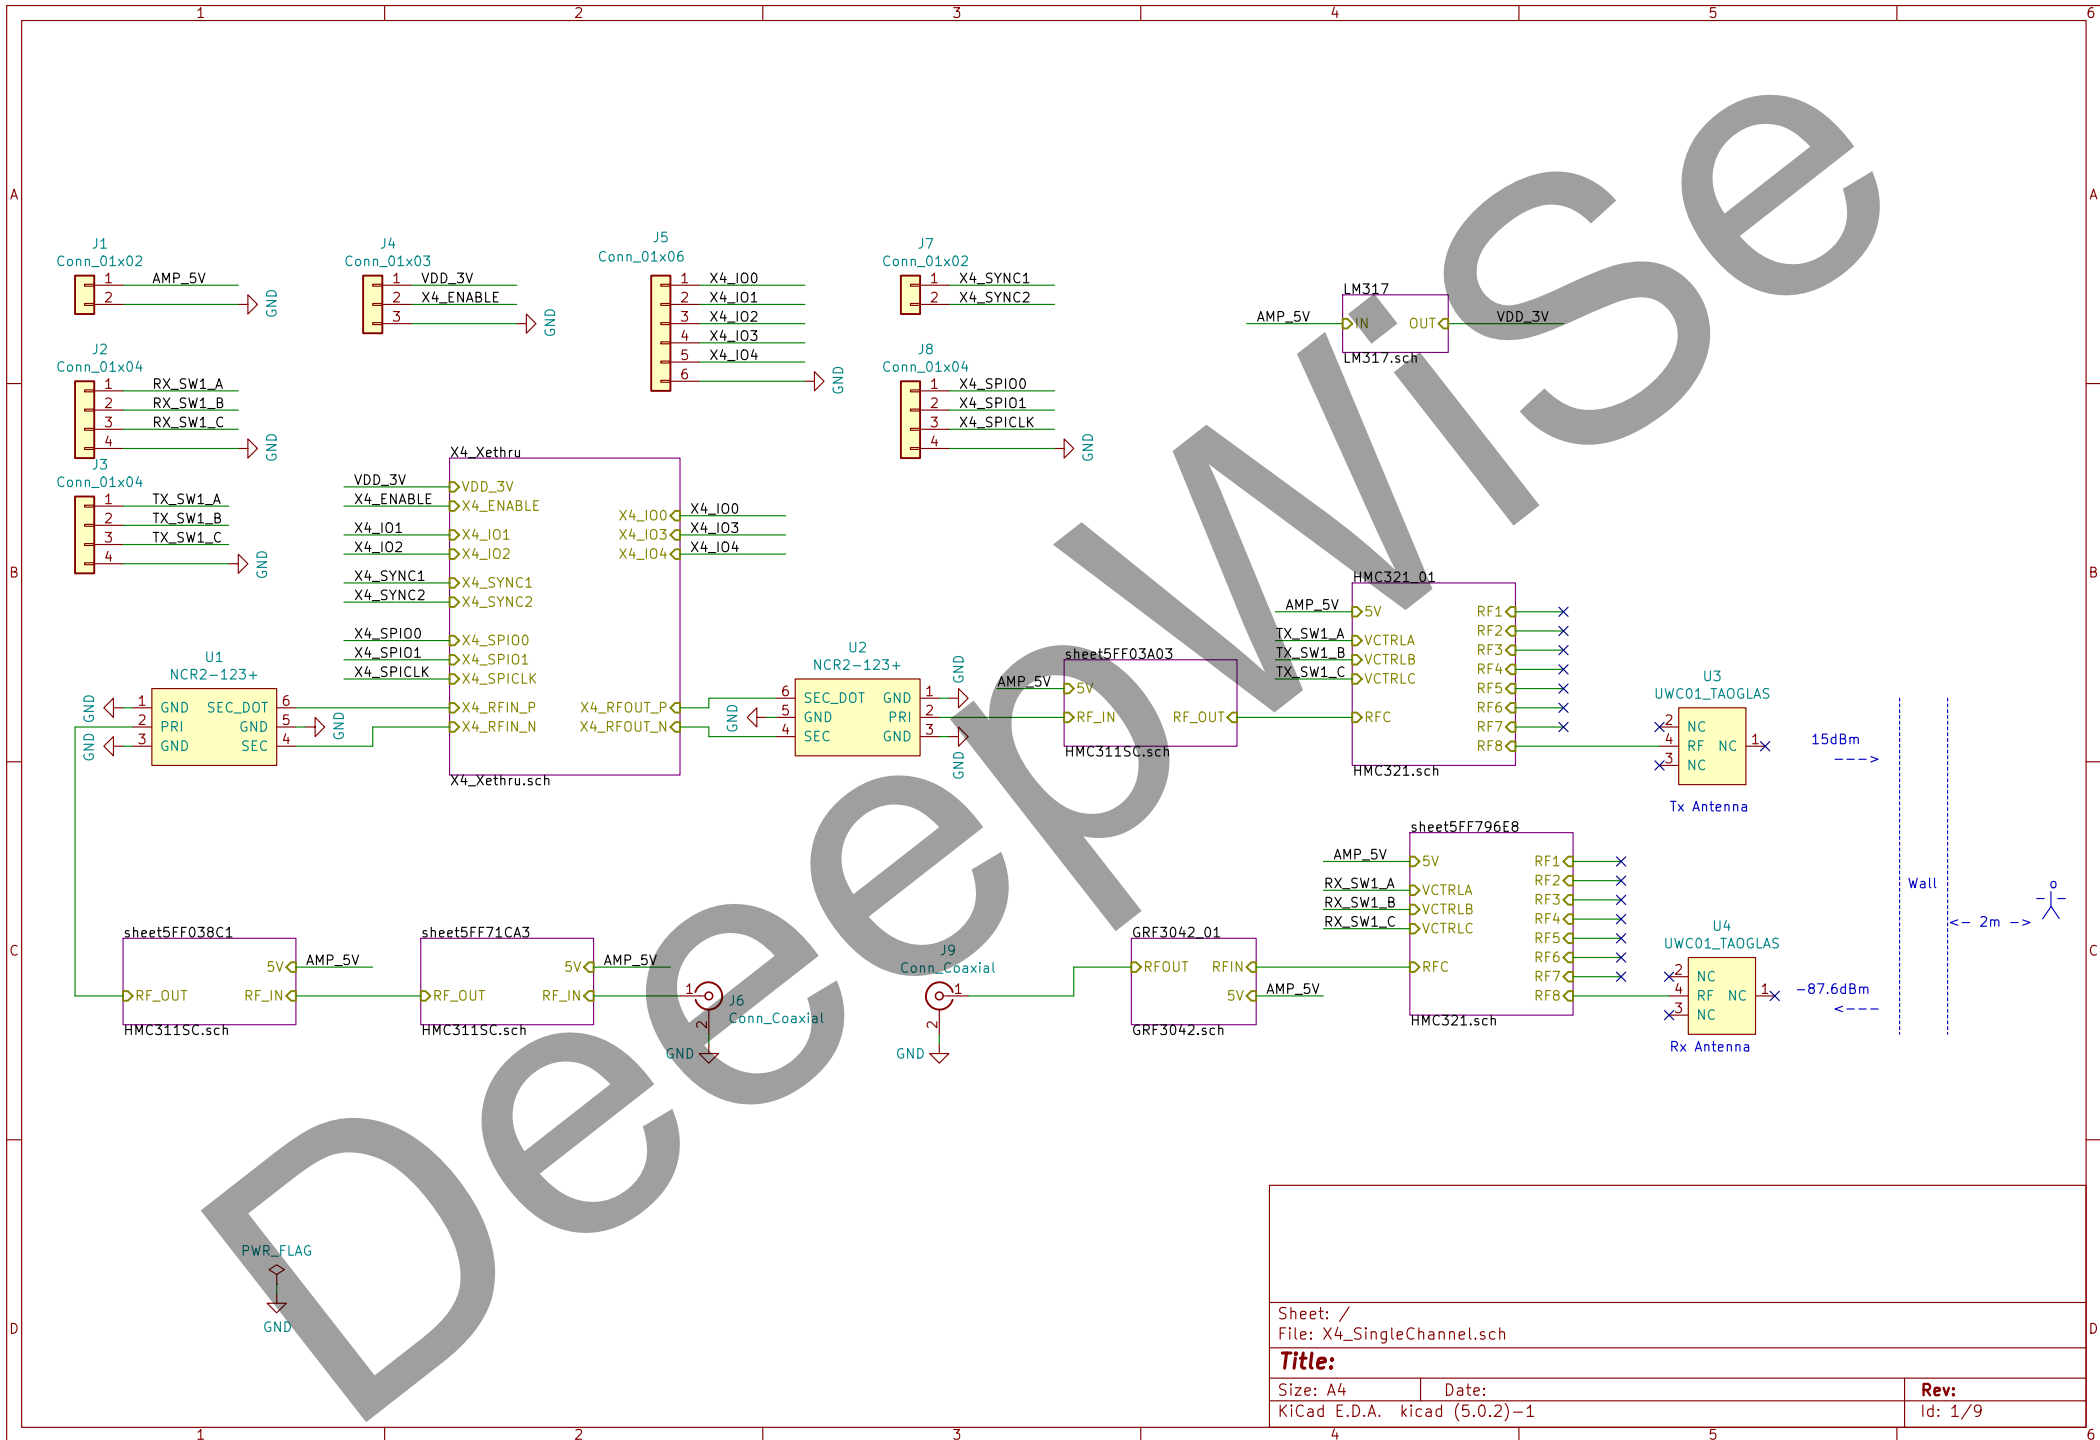 1 2 3 4 5 6
A A
B B
C C
D D
J1
Conn_01x02
1 AMP_5V
2
GND
J4
Conn_01x03
1 VDD_3V
2 X4_ENABLE
3
GND
J5
Conn_01x06
1 X4_IO0
2 X4_IO1
3 X4_IO2
4 X4_IO3
5 X4_IO4
6
GND
J7
Conn_01x02
1 X4_SYNC1
2 X4_SYNC2
LM317
AMP_5V IN OUT VDD_3V
LM317.sch
J2
Conn_01x04
1 RX_SW1_A
2 RX_SW1_B
3 RX_SW1_C
4
GND
J8
Conn_01x04
1 X4_SPIO0
2 X4_SPIO1
3 X4_SPICLK
4
GND
J3
Conn_01x04
1 TX_SW1_A
2 TX_SW1_B
3 TX_SW1_C
4
GND
X4_Xethru
VDD_3V VDD_3V
X4_ENABLE X4_ENABLE
X4_IO0 X4_IO0
X4_IO1 X4_IO1 X4_IO3 X4_IO3
X4_IO2 X4_IO2 X4_IO4 X4_IO4
X4_SYNC1 X4_SYNC1
X4_SYNC2 X4_SYNC2
X4_SPIO0 X4_SPIO0
X4_SPIO1 X4_SPIO1
X4_SPICLK X4_SPICLK
X4_RFIN_P X4_RFOUT_P
X4_RFIN_N X4_RFOUT_N
X4_Xethru.sch
U1
NCR2-123+
GND 1 GND SEC_DOT 6
2 PRI GND 5 GND
GND 3 GND SEC 4
U2
NCR2-123+
6 SEC_DOT GND 1 GND
GND 5 GND PRI 2
4 SEC GND 3 GND
sheet5FF03A03
AMP_5V 5V
RF_IN RF_OUT
HMC311SC.sch
HMC321_01
AMP_5V 5V RF1
RF2
TX_SW1_A VCTRLA RF3
TX_SW1_B VCTRLB RF4
TX_SW1_C VCTRLC RF5
RF6
RFC RF7
RF8
HMC321.sch
U3
UWC01_TAOGLAS
2 NC
4 RF NC 1
3 NC
Tx Antenna
15dBm
--->
sheet5FF796E8
AMP_5V 5V RF1
RF2
RX_SW1_A VCTRLA RF3
RX_SW1_B VCTRLB RF4
RX_SW1_C VCTRLC RF5
RF6
RFC RF7
RF8
HMC321.sch
U4
UWC01_TAOGLAS
2 NC
4 RF NC 1
3 NC
Rx Antenna
-87.6dBm
<---
Wall
<- 2m ->
sheet5FF038C1
5V AMP_5V
RF_OUT RF_IN
HMC311SC.sch
sheet5FF71CA3
5V AMP_5V
RF_OUT RF_IN
HMC311SC.sch
1
J6
Conn_Coaxial
2
GND
J9
Conn_Coaxial
1
2
GND
GRF3042_01
RFOUT RFIN
5V AMP_5V
GRF3042.sch
PWR_FLAG
GND
DeepWiSe
Sheet: /
File: X4_SingleChannel.sch
Title:
Size: A4 Date: Rev:
KiCad E.D.A. kicad (5.0.2)-1 Id: 1/9
1 2 3 4 5 6